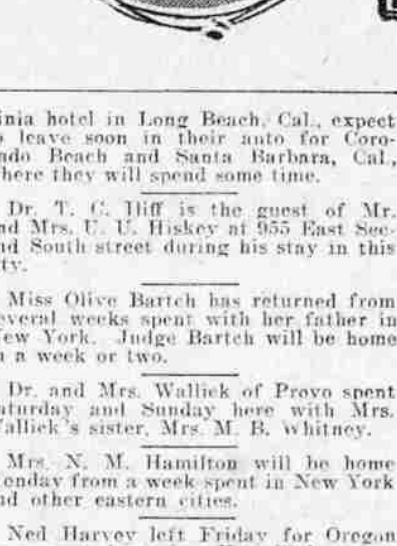 inia hotel in Long Beach, Cal., expect
o leave soon in their auto for Coro-
ado Beach and Santa Barbara, Cal.,
here they will spend some time.
Dr. T. C. Iliff is the guest of Mr.
nd Mrs. U. U. Hiskey at 955 East Sec-
nd South street during his stay in this
ty.
Miss Olive Bartch has returned from
everal weeks spent with her father in
ew York. Judge Bartch will be home
n a week or two.
Dr. and Mrs. Wallick of Provo spent
aturday and Sunday here with Mrs.
allick's sister, Mrs. M. B. Whitney.
Mrs. N. M. Hamilton will be home
onday from a week spent in New York
nd other eastern cities.
Ned Harvey left Friday for Oregon